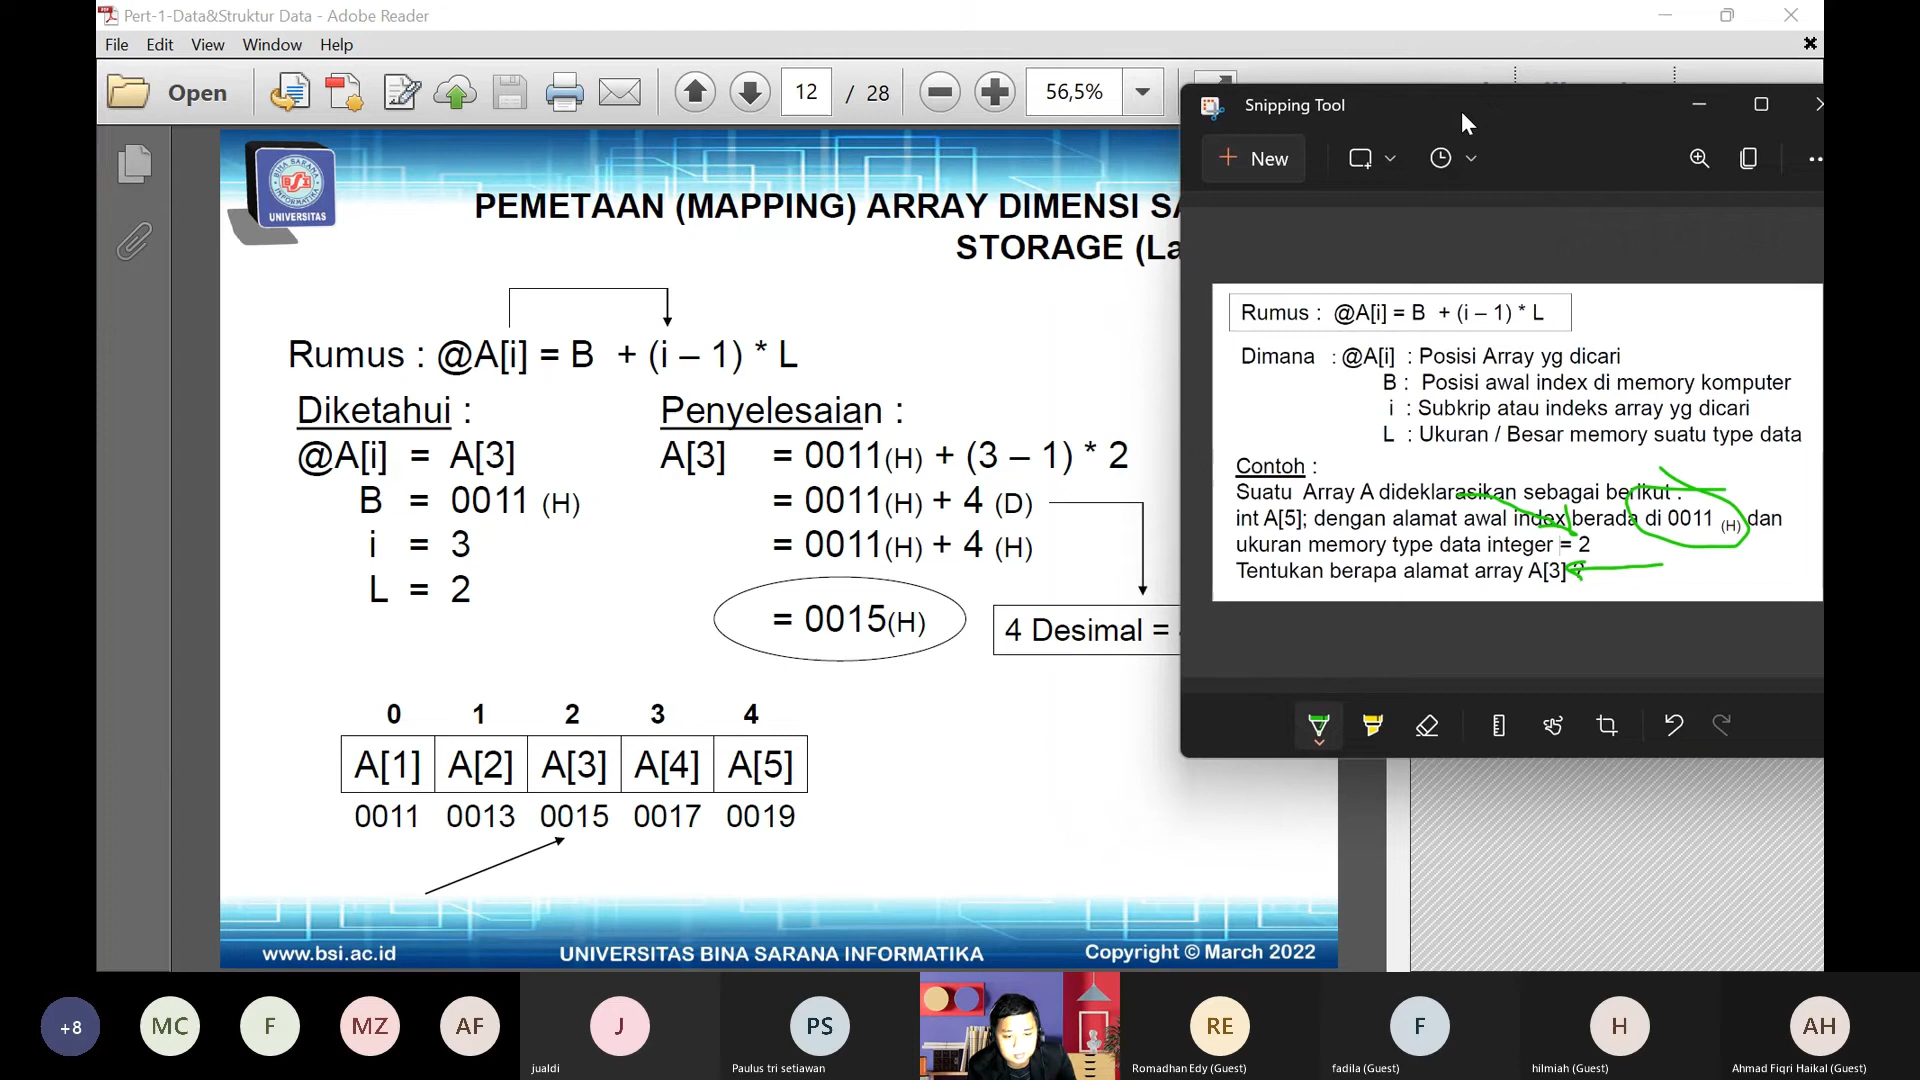 Pert-1-Data&Struktur Data - Adobe Reader
File Edit View Window Help
Open
12 / 28
56,5%
UNIVERSITAS
PEMETAAN (MAPPING) ARRAY DIMENSI
STORAGE
Rumus : @A[i] = B + (i – 1) * L
Diketahui :
@A[i] = A[3]
B = 0011 (H)
i = 3
L = 2
Penyelesaian :
A[3] = 0011(H) + (3 – 1) * 2
= 0011(H) + 4 (D)
= 0011(H) + 4 (H)
= 0015(H)
4 Desimal =
0 1 2 3 4
A[1] A[2] A[3] A[4] A[5]
0011 0013 0015 0017 0019
www.bsi.ac.id
UNIVERSITAS BINA SARANA INFORMATIKA
Copyright © March 2022
Snipping Tool
New
Rumus : @A[i] = B + (i – 1) * L
Dimana : @A[i] : Posisi Array yg dicari
B : Posisi awal index di memory komputer
i : Subkrip atau indeks array yg dicari
L : Ukuran / Besar memory suatu type data
Contoh :
Suatu Array A dideklarasikan sebagai berikut :
int A[5]; dengan alamat awal index berada di 0011 (H) dan
ukuran memory type data integer = 2
Tentukan berapa alamat array A[3] ?
+8
MC
F
MZ
AF
J
jualdi
PS
Paulus tri setiawan
RE
Romadhan Edy (Guest)
F
fadila (Guest)
H
hilmiah (Guest)
AH
Ahmad Fiqri Haikal (Guest)